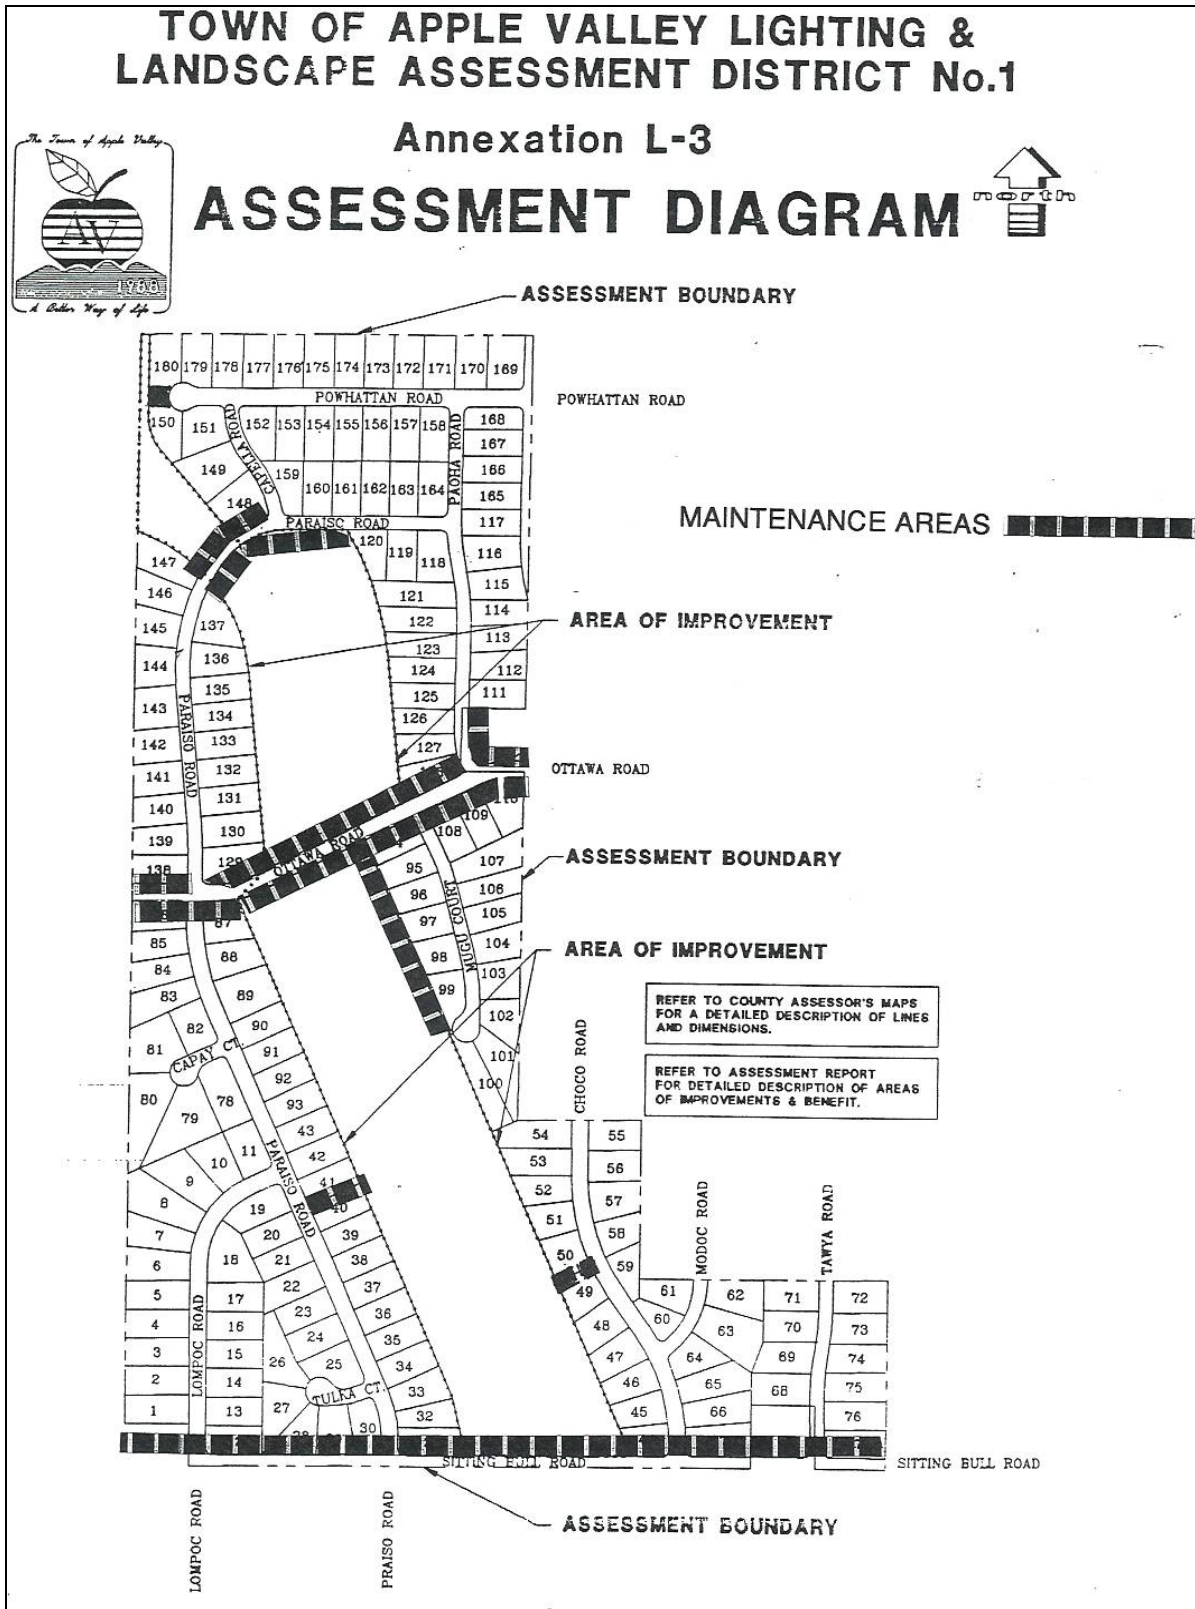 TOWN OF APPLE VALLEY LIGHTING &
LANDSCAPE ASSESSMENT DISTRICT No.1
Annexation L-3
ASSESSMENT DIAGRAM
The Town of Apple Valley
AV
1988
A Better Way of Life
north
ASSESSMENT BOUNDARY
180 179 178 177 176 175 174 173 172 171 170 169
POWHATTAN ROAD
POWHATTAN ROAD
150 151 152 153 154 155 156 157 158
168
167
166
165
CAPELLA ROAD
PAOHA ROAD
149 159
160 161 162 163 164
148
117
PARAISC ROAD
MAINTENANCE AREAS
120 119 118
116
147
115
146
121
114
145
137
122
113
AREA OF IMPROVEMENT
144
136
123
124
112
135
125
111
143
134
126
PARAISO ROAD
142
133
127
141
132
OTTAWA ROAD
140
131
109
139
130
108
129
OTTAWA ROAD
138
107
ASSESSMENT BOUNDARY
95
106
96
105
87
97
MUGU COURT
85
88
98
104
AREA OF IMPROVEMENT
84
103
83
89
99
102
82
90
81
CAPAY CT.
91
101
REFER TO COUNTY ASSESSOR'S MAPS
FOR A DETAILED DESCRIPTION OF LINES
AND DIMENSIONS.
CHOCO ROAD
92
100
80
78
93
REFER TO ASSESSMENT REPORT
FOR DETAILED DESCRIPTION OF AREAS
OF IMPROVEMENTS & BENEFIT.
79
43
54 55
11
42
53 56
10
PARAISO ROAD
9
41
52 57
8
19
40
51 58
MODOC ROAD
TAWYA ROAD
7
20
39
50 59
6
18
21
38
49
61 62 71 72
5
17
22
37
60
4
16
23
36
48
63 70 73
3
15
24
35
47
64 69 74
LOMPOC ROAD
2
14
26 25
34
46
65 68 75
1
13
27
TULKA CT.
33
45
66 76
30
32
SITTING BULL ROAD
SITTING BULL ROAD
LOMPOC ROAD
PRAISO ROAD
ASSESSMENT BOUNDARY